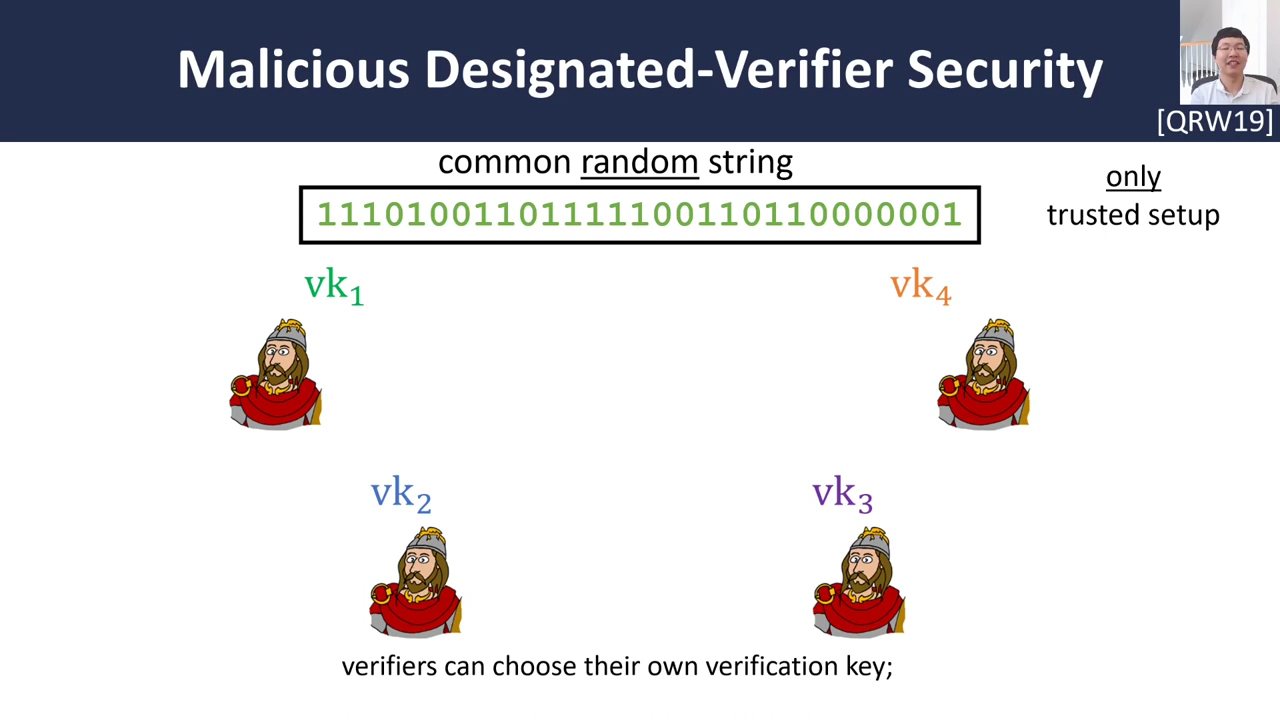 Malicious Designated-Verifier Security
[QRW19]
common random string
only
trusted setup
11101001101111100110110000001
vk1
vk4
vk2
vk3
verifiers can choose their own verification key;